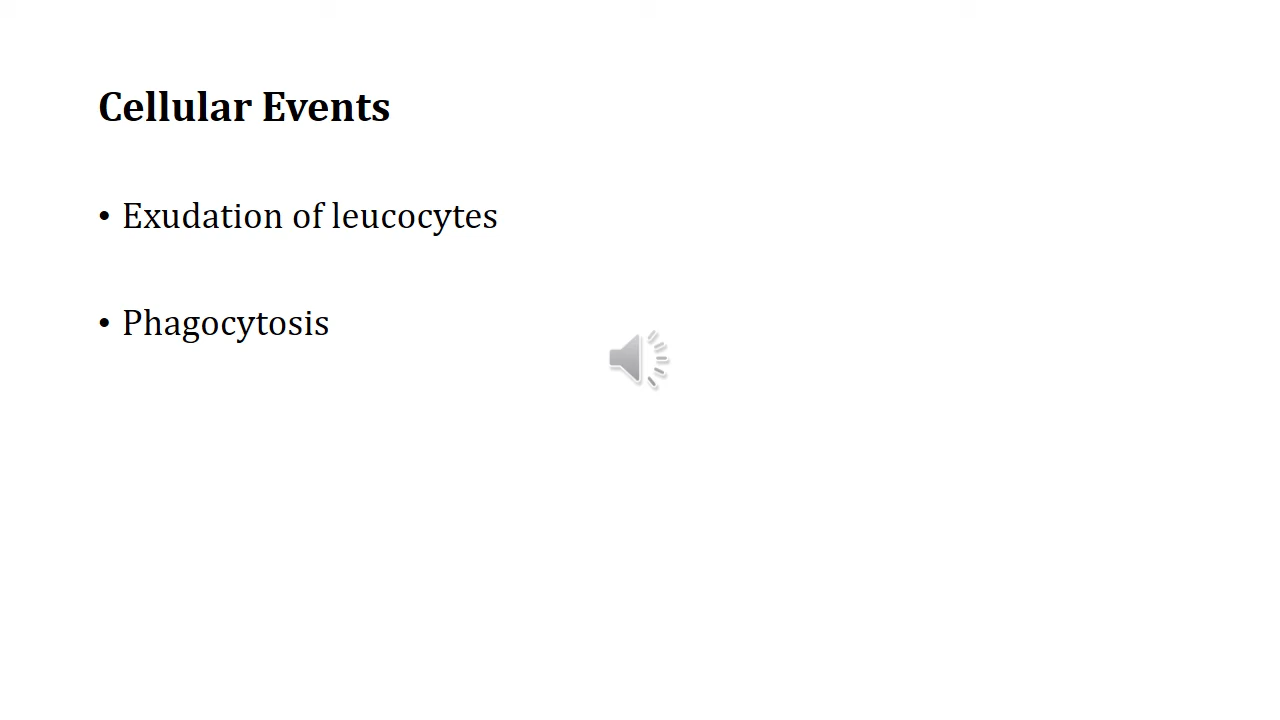 Cellular Events
• Exudation of leucocytes
• Phagocytosis